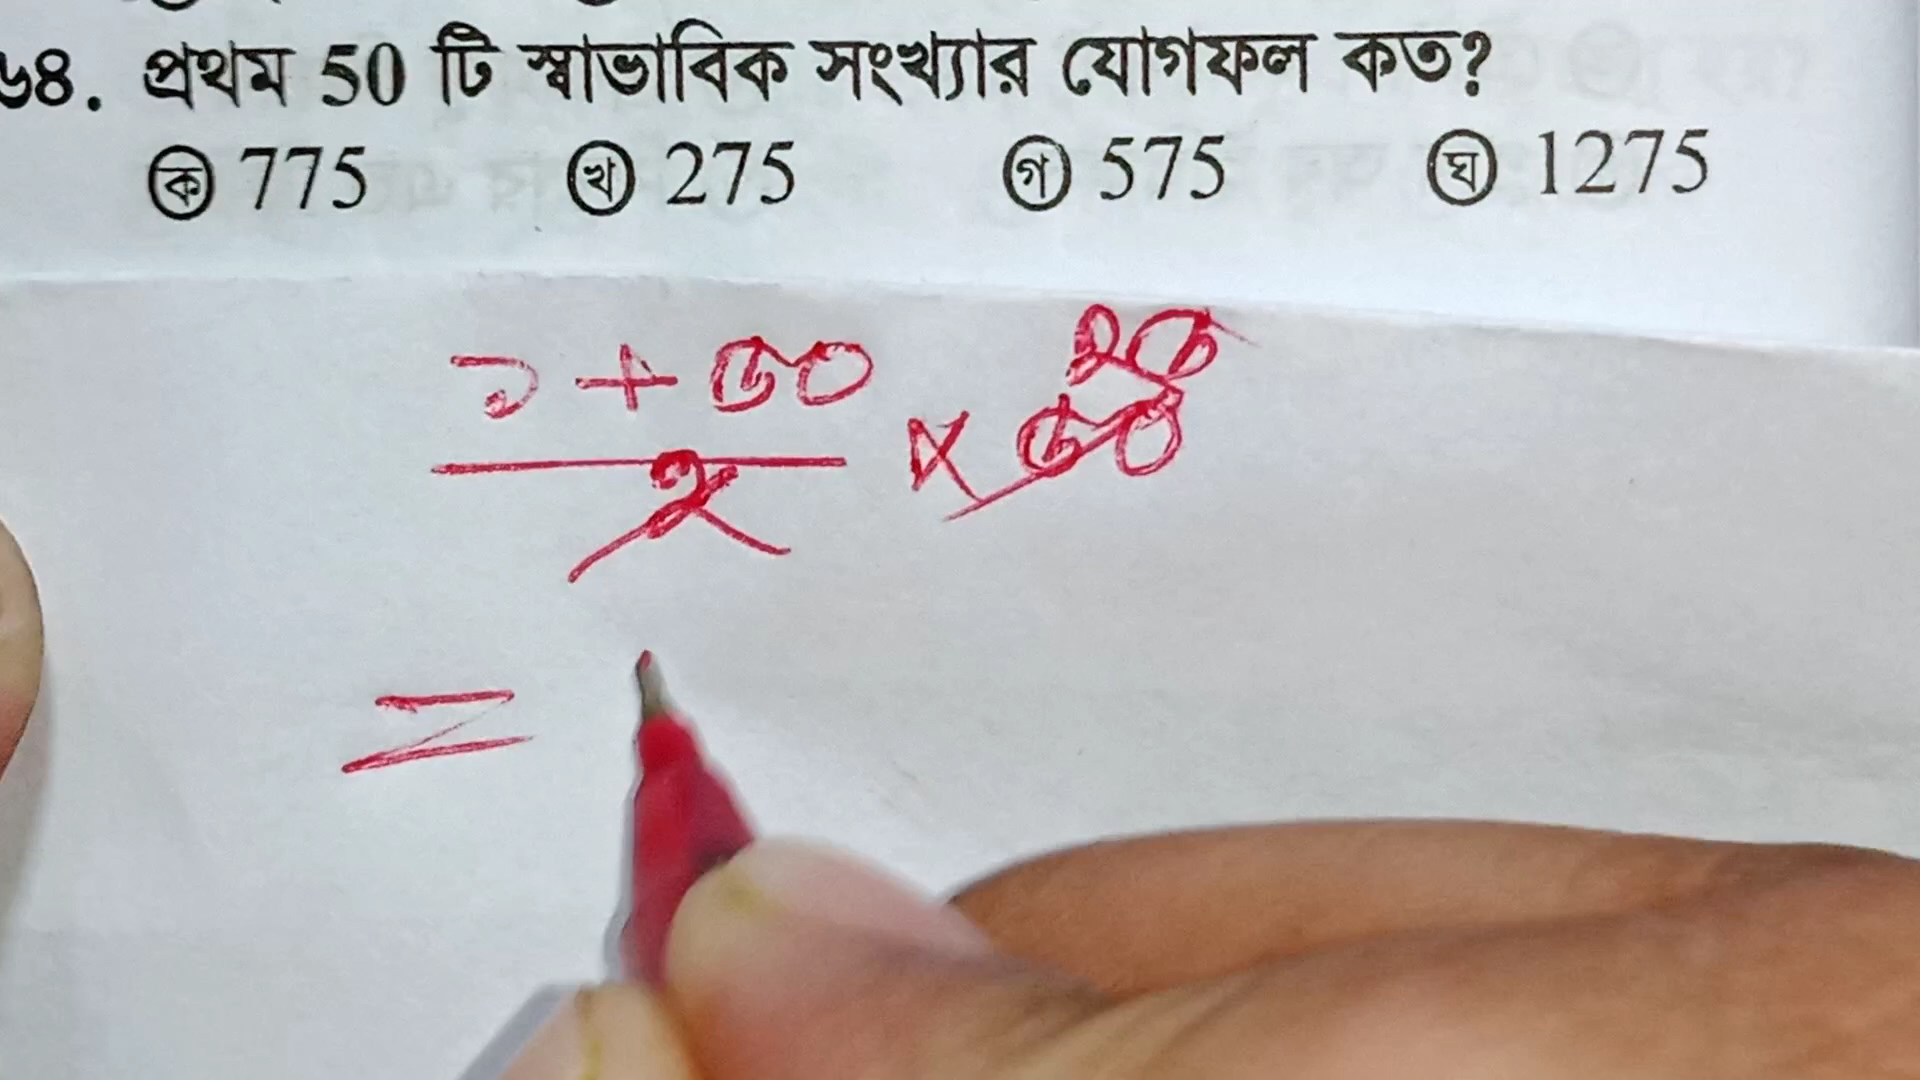 ৬৪. প্রথম 50 টি স্বাভাবিক সংখ্যার যোগফল কত?
ক 775 খ 275 গ 575 ঘ 1275
২৫
১ + ৫০
× ৫০
২
=